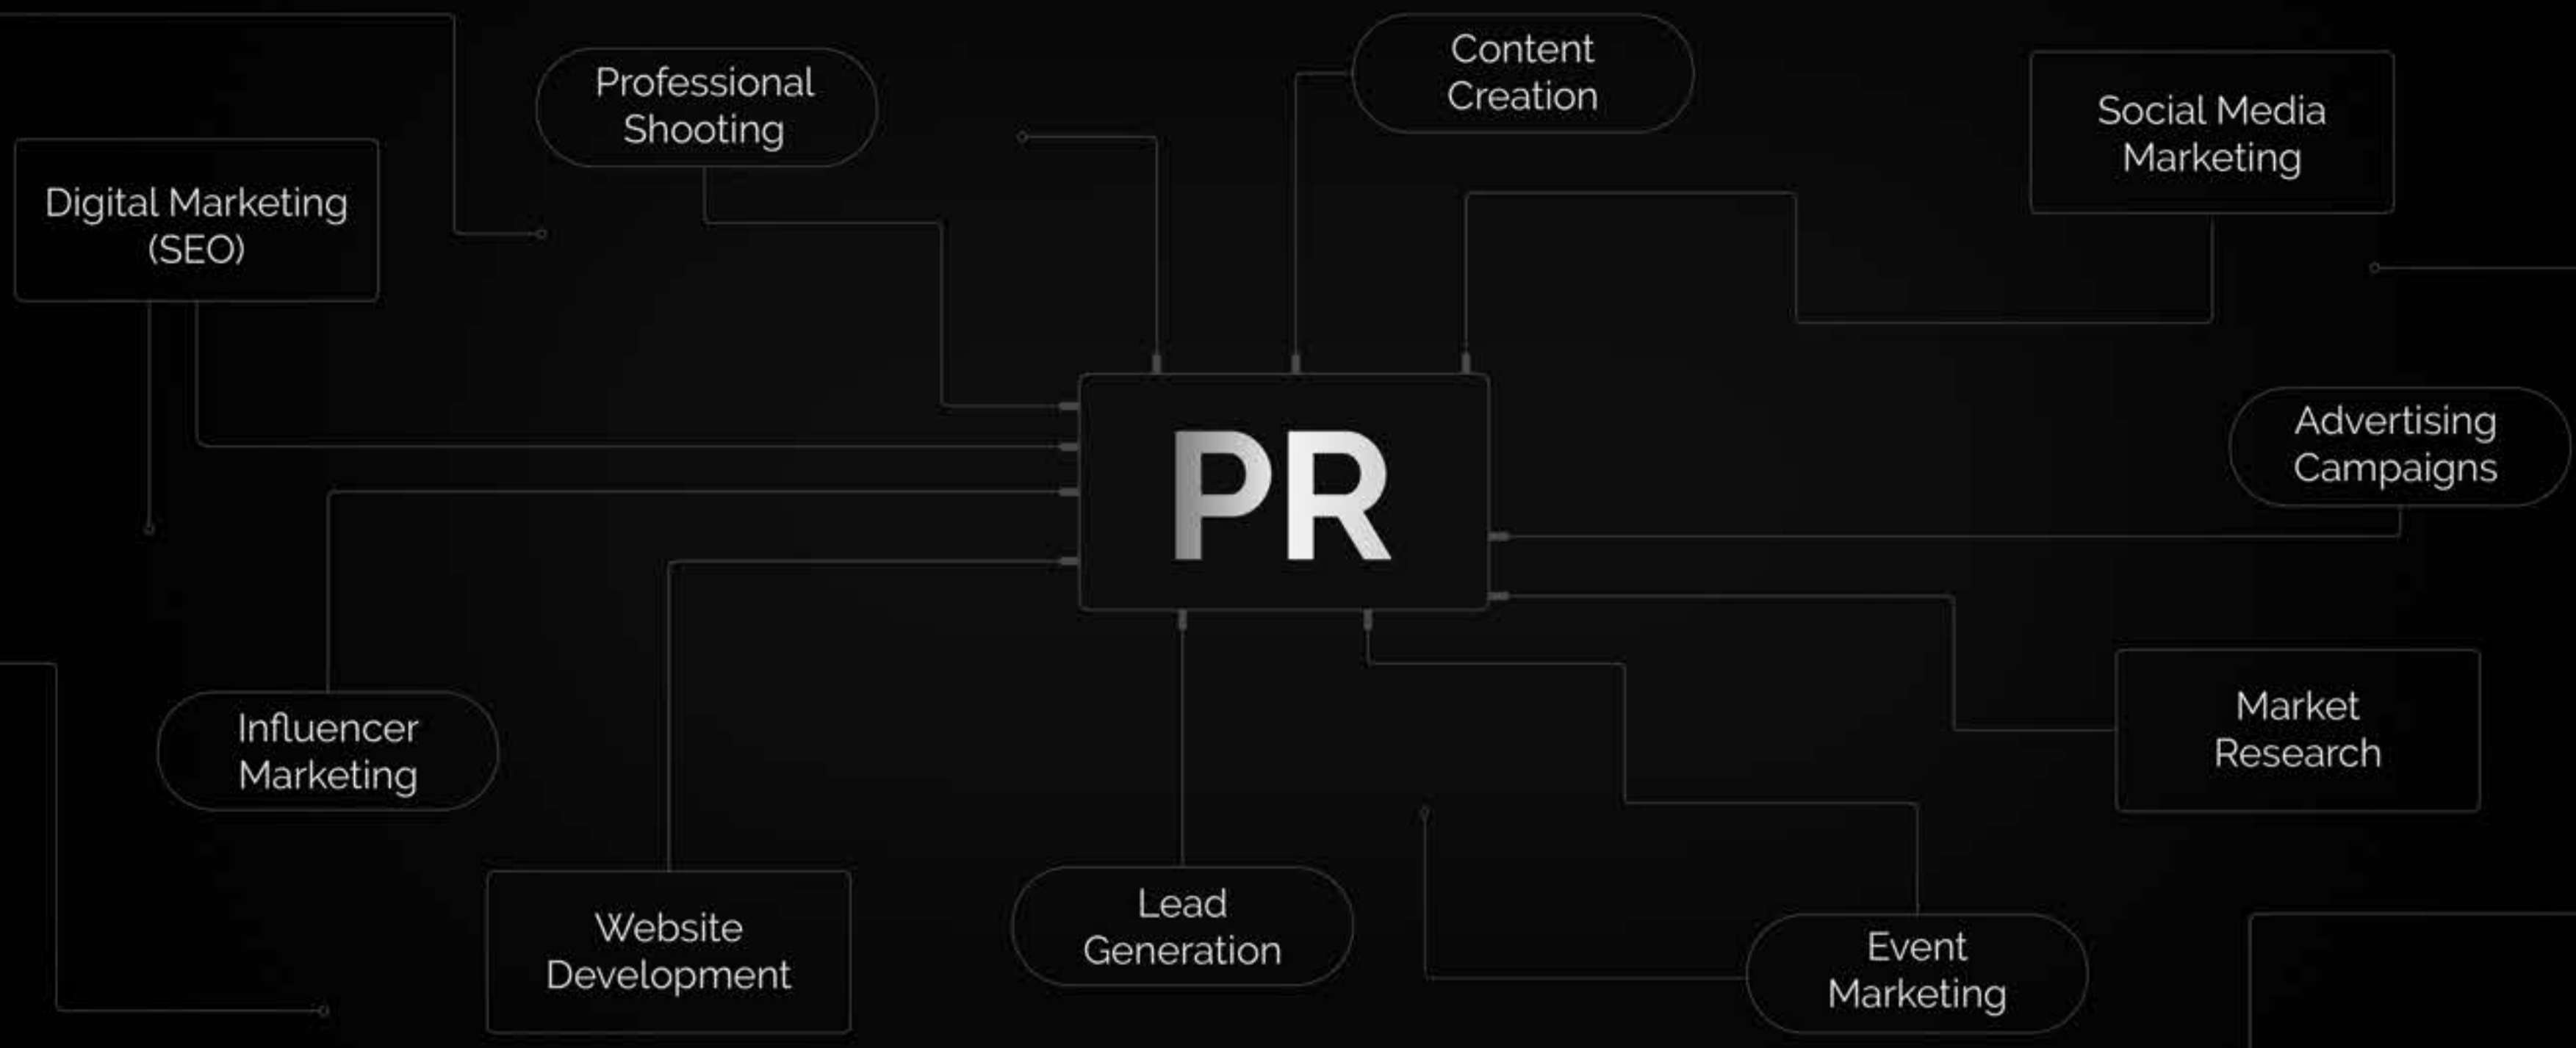 Professional
Shooting
Content
Creation
Social Media
Marketing
Digital Marketing
(SEO)
PR
Advertising
Campaigns
Influencer
Marketing
Market
Research
Website
Development
Lead
Generation
Event
Marketing